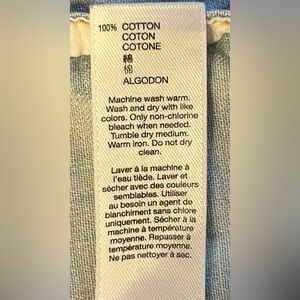 100% COTTON
COTON
COTONE
綿
棉
ALGODON
Machine wash warm.
Wash and dry with like
colors. Only non-chlorine
bleach when needed.
Tumble dry medium.
Warm iron. Do not dry
clean.
Laver à la machine à
l'eau tiède. Laver et
sécher avec des couleurs
semblables. Utiliser
au besoin un agent de
blanchiment sans chlore
uniquement. Sécher à la
machine à température
moyenne. Repasser à
température moyenne.
Ne pas nettoyer à sec.